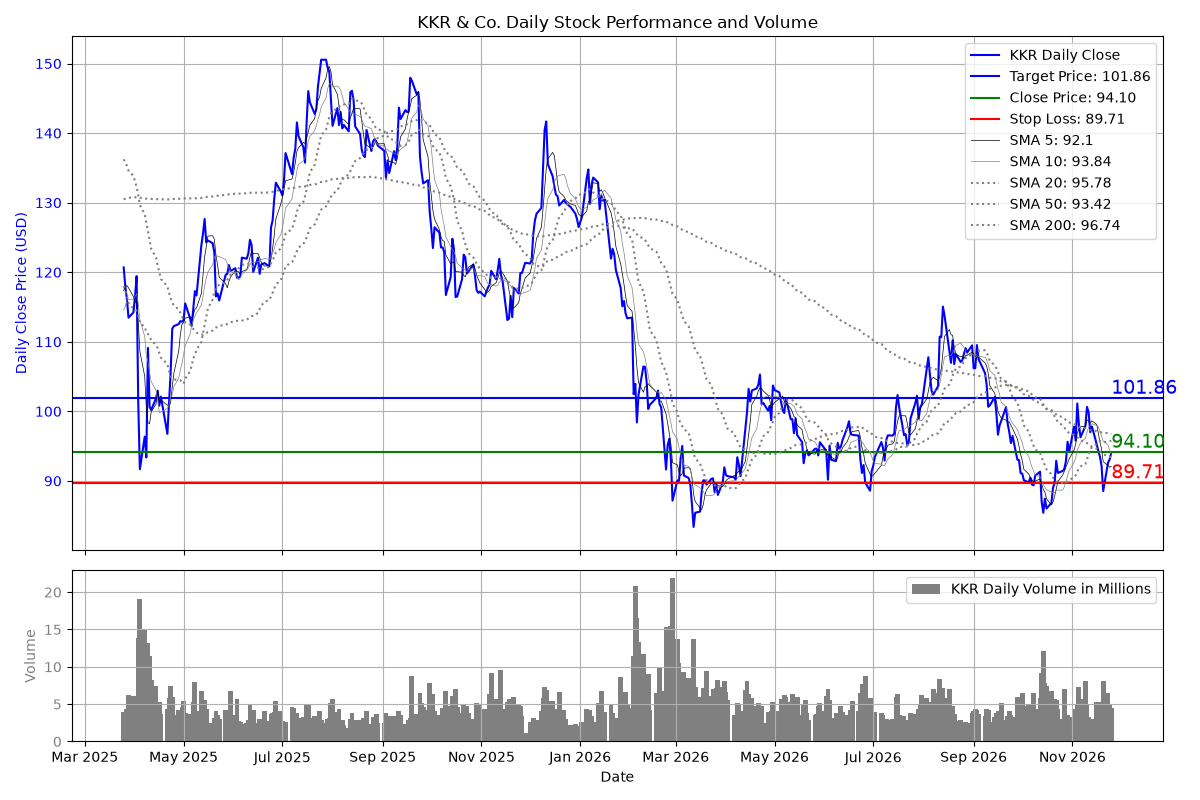 KKR & Co. Daily Stock Performance and Volume
Daily Close Price (USD)
150
140
130
120
110
100
90
KKR Daily Close
Target Price: 101.86
Close Price: 94.10
Stop Loss: 89.71
SMA 5: 92.1
SMA 10: 93.84
SMA 20: 95.78
SMA 50: 93.42
SMA 200: 96.74
101.86
94.10
89.71
Volume
20
15
10
5
0
KKR Daily Volume in Millions
Mar 2025
May 2025
Jul 2025
Sep 2025
Nov 2025
Jan 2026
Mar 2026
May 2026
Jul 2026
Sep 2026
Nov 2026
Date